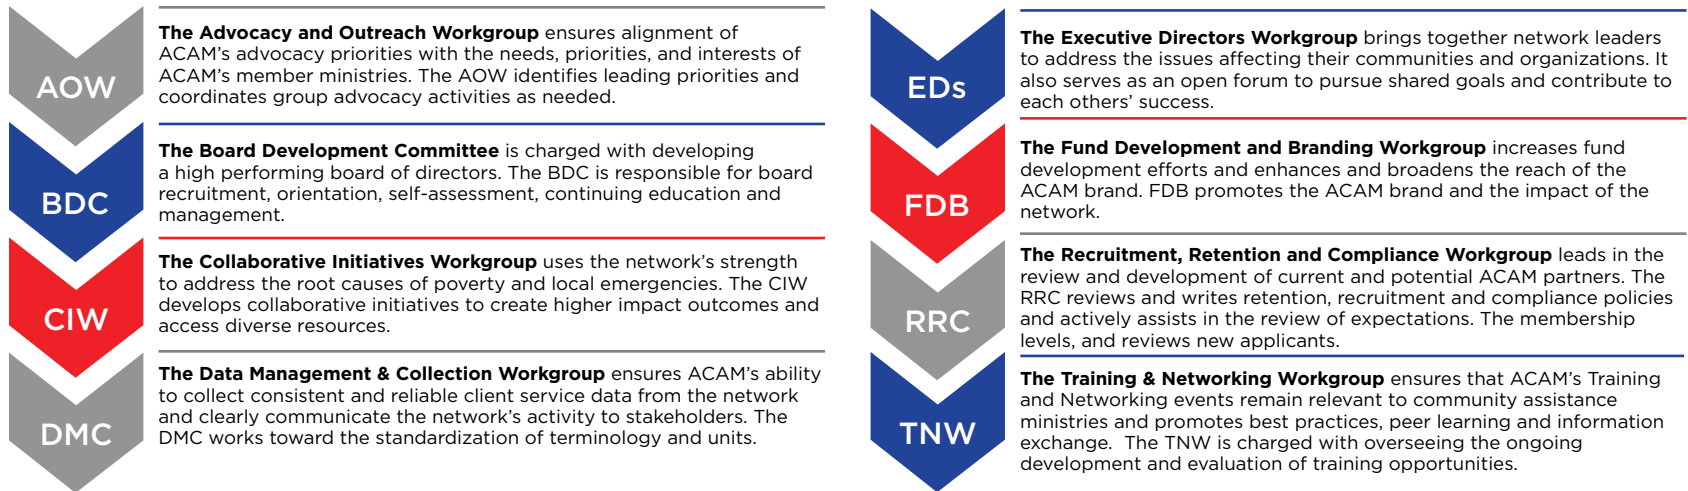 AOW
The Advocacy and Outreach Workgroup ensures alignment of
ACAM's advocacy priorities with the needs, priorities, and interests of
ACAM's member ministries. The AOW identifies leading priorities and
coordinates group advocacy activities as needed.
BDC
The Board Development Committee is charged with developing
a high performing board of directors. The BDC is responsible for board
recruitment, orientation, self-assessment, continuing education and
management.
CIW
The Collaborative Initiatives Workgroup uses the network's strength
to address the root causes of poverty and local emergencies. The CIW
develops collaborative initiatives to create higher impact outcomes and
access diverse resources.
DMC
The Data Management & Collection Workgroup ensures ACAM's ability
to collect consistent and reliable client service data from the network
and clearly communicate the network's activity to stakeholders. The
DMC works toward the standardization of terminology and units.
EDs
The Executive Directors Workgroup brings together network leaders
to address the issues affecting their communities and organizations. It
also serves as an open forum to pursue shared goals and contribute to
each others' success.
FDB
The Fund Development and Branding Workgroup increases fund
development efforts and enhances and broadens the reach of the
ACAM brand. FDB promotes the ACAM brand and the impact of the
network.
RRC
The Recruitment, Retention and Compliance Workgroup leads in the
review and development of current and potential ACAM partners. The
RRC reviews and writes retention, recruitment and compliance policies
and actively assists in the review of expectations. The membership
levels, and reviews new applicants.
TNW
The Training & Networking Workgroup ensures that ACAM's Training
and Networking events remain relevant to community assistance
ministries and promotes best practices, peer learning and information
exchange.  The TNW is charged with overseeing the ongoing
development and evaluation of training opportunities.